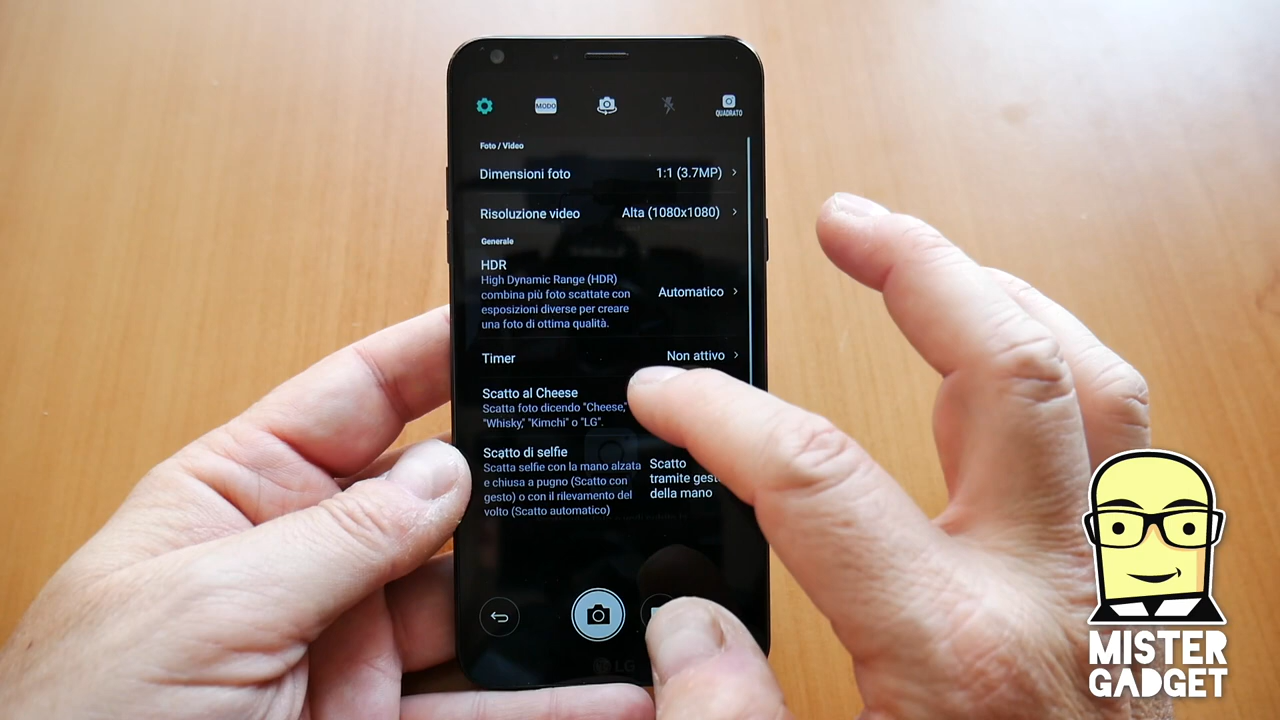 MODO
QUADRATO
Foto / Video
Dimensioni foto 1:1 (3.7MP)
Risoluzione video Alta (1080x1080)
Generale
HDR
High Dynamic Range (HDR)
combina più foto scattate con
esposizioni diverse per creare
una foto di ottima qualità.
Automatico
Timer Non attivo
Scatto al Cheese
Scatta foto dicendo "Cheese,"
"Whisky," "Kimchi" o "LG".
Scatto di selfie
Scatta selfie con la mano alzata
e chiusa a pugno (Scatto con
gesto) o con il rilevamento del
volto (Scatto automatico)
Scatto
tramite gest
della mano
LG
MISTER
GADGET